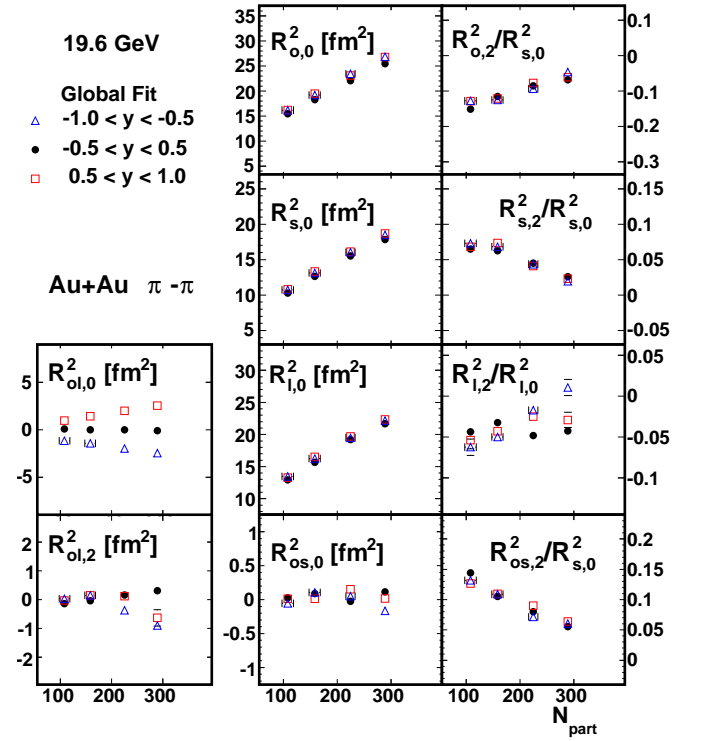 19.6 GeV
Global Fit
-1.0 < y < -0.5
-0.5 < y < 0.5
0.5 < y < 1.0
Au+Au π -π
R²o,0 [fm²]
35
30
25
20
15
10
5
R²o,2/R²s,0
0
-0.1
-0.2
-0.3
R²s,0 [fm²]
25
20
15
10
5
R²s,2/R²s,0
0.15
0.1
0.05
0
-0.05
R²ol,0 [fm²]
5
0
-5
R²l,0 [fm²]
30
25
20
15
10
R²l,2/R²l,0
0.05
0
-0.05
-0.1
R²ol,2 [fm²]
2
1
0
-1
-2
100 200 300
R²os,0 [fm²]
1
0.5
0
-0.5
-1
100 200 300
R²os,2/R²s,0
0.2
0.15
0.1
0.05
0
100 200 300
Npart